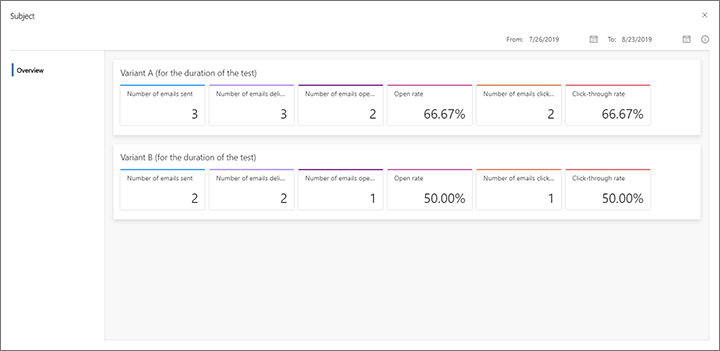 Subject
From: 7/26/2019 To: 8/23/2019
Overview
Variant A (for the duration of the test)
Number of emails sent Number of emails deli... Number of emails ope... Open rate Number of emails click... Click-through rate
3 3 2 66.67% 2 66.67%
Variant B (for the duration of the test)
Number of emails sent Number of emails deli... Number of emails ope... Open rate Number of emails click... Click-through rate
2 2 1 50.00% 1 50.00%